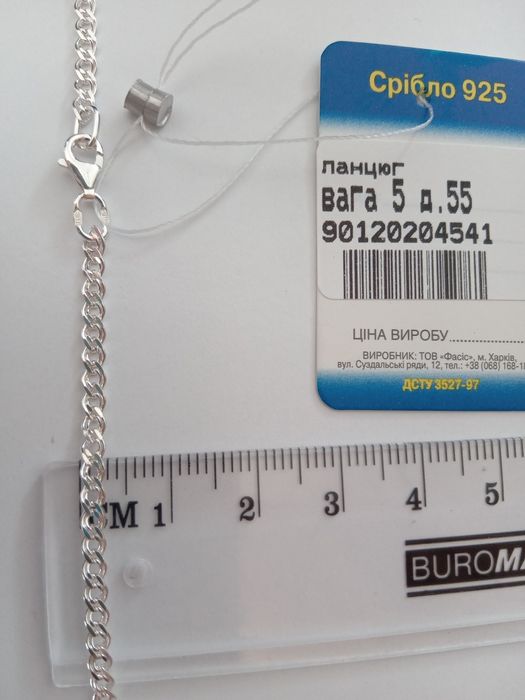 Срібло 925
ланцюг
вага 5 д.55
90120204541
ЦІНА ВИРОБУ
ВИРОБНИК: ТОВ «Фасіс», м. Харків,
вул. Суздальські ряди, 12, тел.: +38 (068) 168-1
ДСТУ 3527-97
СМ 1 2 3 4 5
BUROMA